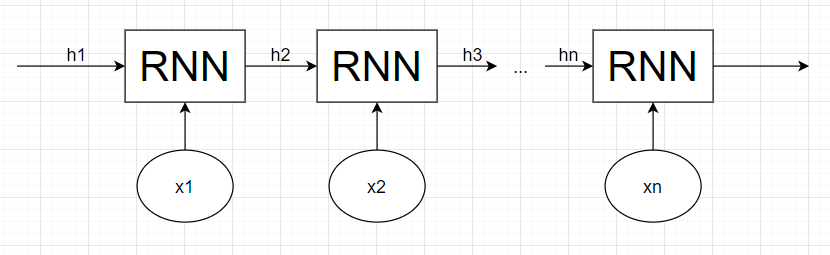 h1 RNN h2 RNN h3 ... hn RNN
x1 x2 xn